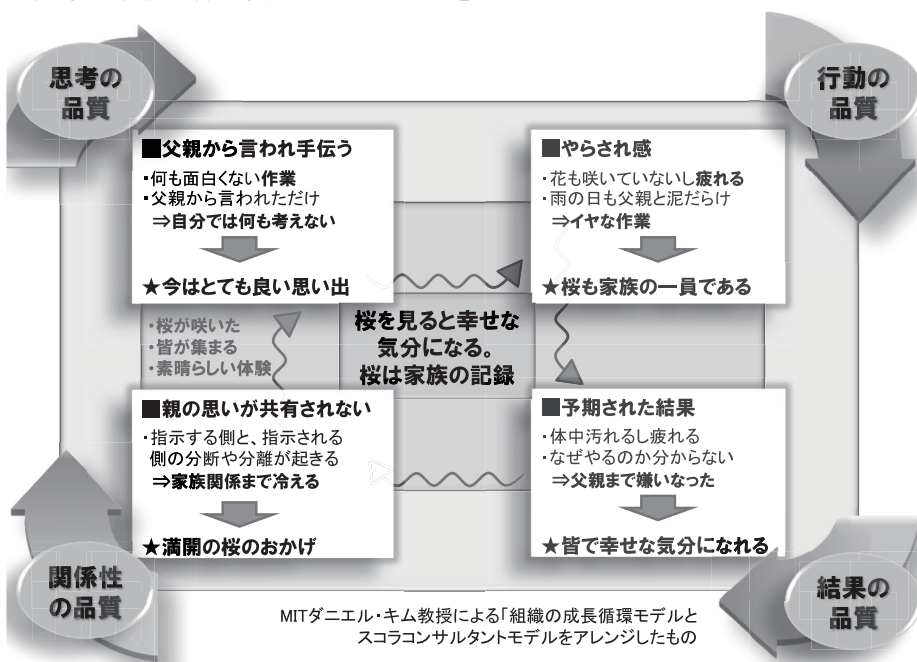 思考の
品質
行動の
品質
■父親から言われ手伝う
・何も面白くない作業
・父親から言われただけ
⇒自分では何も考えない
★今はとても良い思い出
■やらされ感
・花も咲いていないし疲れる
・雨の日も父親と泥だらけ
⇒イヤな作業
★桜も家族の一員である
・桜が咲いた
・皆が集まる
・素晴らしい体験
桜を見ると幸せな
気分になる。
桜は家族の記録
■親の思いが共有されない
・指示する側と、指示される
側の分断や分離が起きる
⇒家族関係まで冷える
★満開の桜のおかげ
■予期された結果
・体中汚れるし疲れる
・なぜやるのか分からない
⇒父親まで嫌いなった
★皆で幸せな気分になれる
関係性
の品質
結果の
品質
MITダニエル・キム教授による「組織の成長循環モデルと
スコラコンサルタントモデルをアレンジしたもの